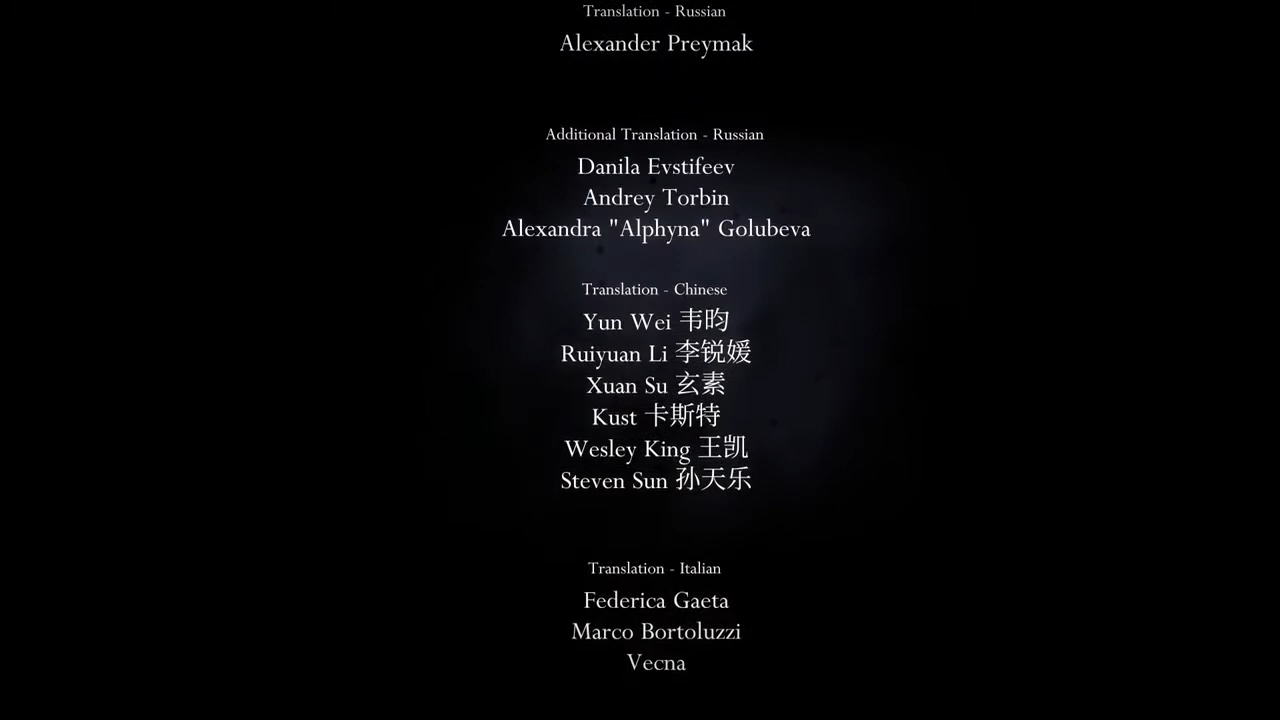 Translation - Russian
Alexander Preymak
Additional Translation - Russian
Danila Evstifeev
Andrey Torbin
Alexandra "Alphyna" Golubeva
Translation - Chinese
Yun Wei 韦昀
Ruiyuan Li 李锐媛
Xuan Su 玄素
Kust 卡斯特
Wesley King 王凯
Steven Sun 孙天乐
Translation - Italian
Federica Gaeta
Marco Bortoluzzi
Vecna